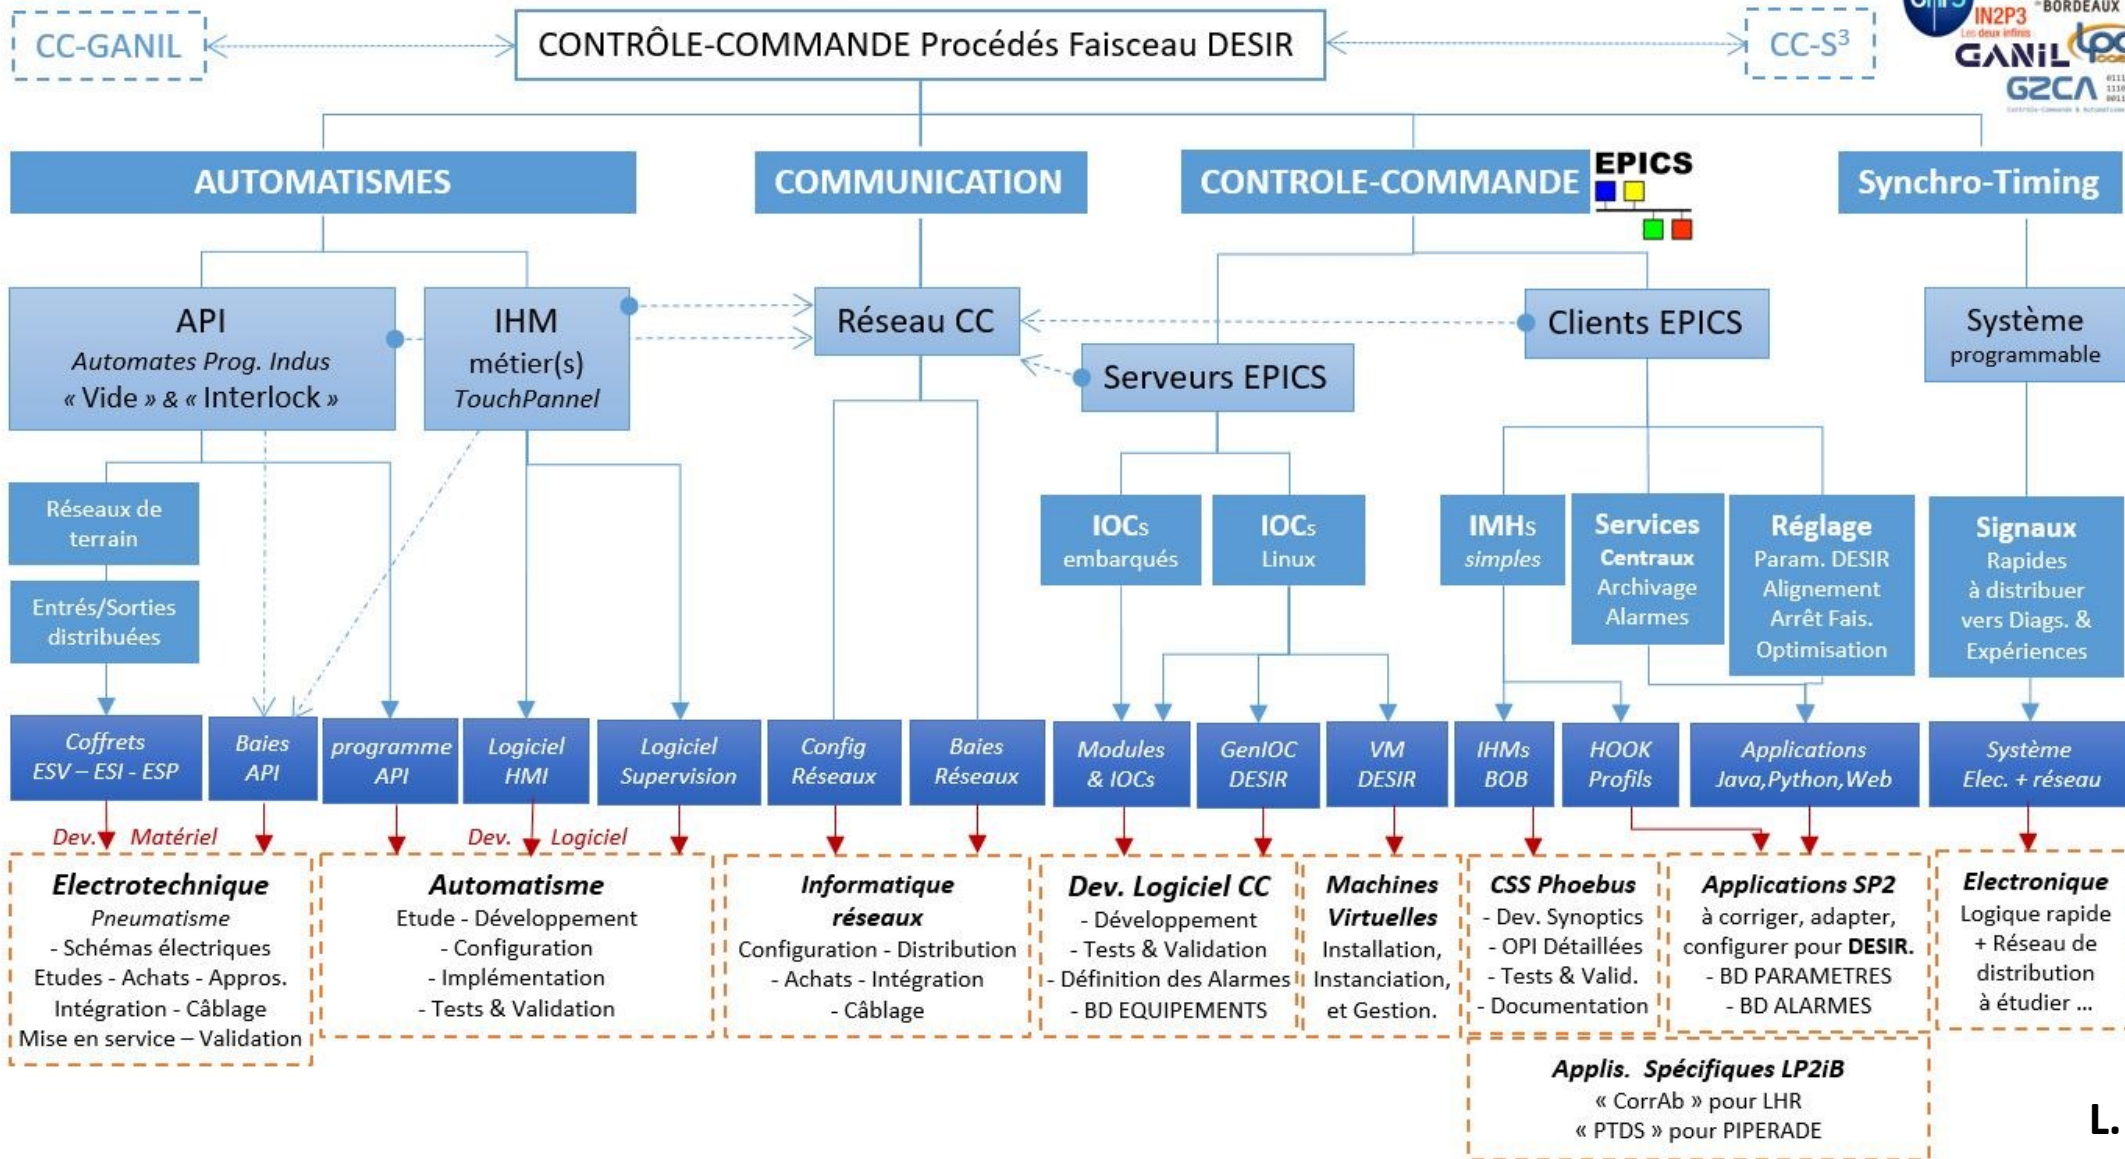 CC-GANIL
CONTRÔLE-COMMANDE Procédés Faisceau DESIR
CC-S³
IN2P3
Les deux infinis
BORDEAUX
GANIL
G2CA
AUTOMATISMES
COMMUNICATION
CONTROLE-COMMANDE
EPICS
Synchro-Timing
API
Automates Prog. Indus
« Vide » & « Interlock »
IHM
métier(s)
TouchPannel
Réseau CC
Serveurs EPICS
Clients EPICS
Système
programmable
Réseaux de
terrain
Entrés/Sorties
distribuées
IOCs
embarqués
IOCs
Linux
IMHs
simples
Services
Centraux
Archivage
Alarmes
Réglage
Param. DESIR
Alignement
Arrêt Fais.
Optimisation
Signaux
Rapides
à distribuer
vers Diags. &
Expériences
Coffrets
ESV – ESI - ESP
Baies
API
programme
API
Logiciel
HMI
Logiciel
Supervision
Config
Réseaux
Baies
Réseaux
Modules
& IOCs
GenIOC
DESIR
VM
DESIR
IHMs
BOB
HOOK
Profils
Applications
Java,Python,Web
Système
Elec. + réseau
Dev. Matériel
Dev. Logiciel
Electrotechnique
Pneumatisme
- Schémas électriques
Etudes - Achats - Appros.
Intégration - Câblage
Mise en service – Validation
Automatisme
Etude - Développement
- Configuration
- Implémentation
- Tests & Validation
Informatique
réseaux
Configuration - Distribution
- Achats - Intégration
- Câblage
Dev. Logiciel CC
- Développement
- Tests & Validation
- Définition des Alarmes
- BD EQUIPEMENTS
Machines
Virtuelles
Installation,
Instanciation,
et Gestion.
CSS Phoebus
- Dev. Synoptics
- OPI Détaillées
- Tests & Valid.
- Documentation
Applications SP2
à corriger, adapter,
configurer pour DESIR.
- BD PARAMETRES
- BD ALARMES
Electronique
Logique rapide
+ Réseau de
distribution
à étudier ...
Applis. Spécifiques LP2iB
« CorrAb » pour LHR
« PTDS » pour PIPERADE
L.